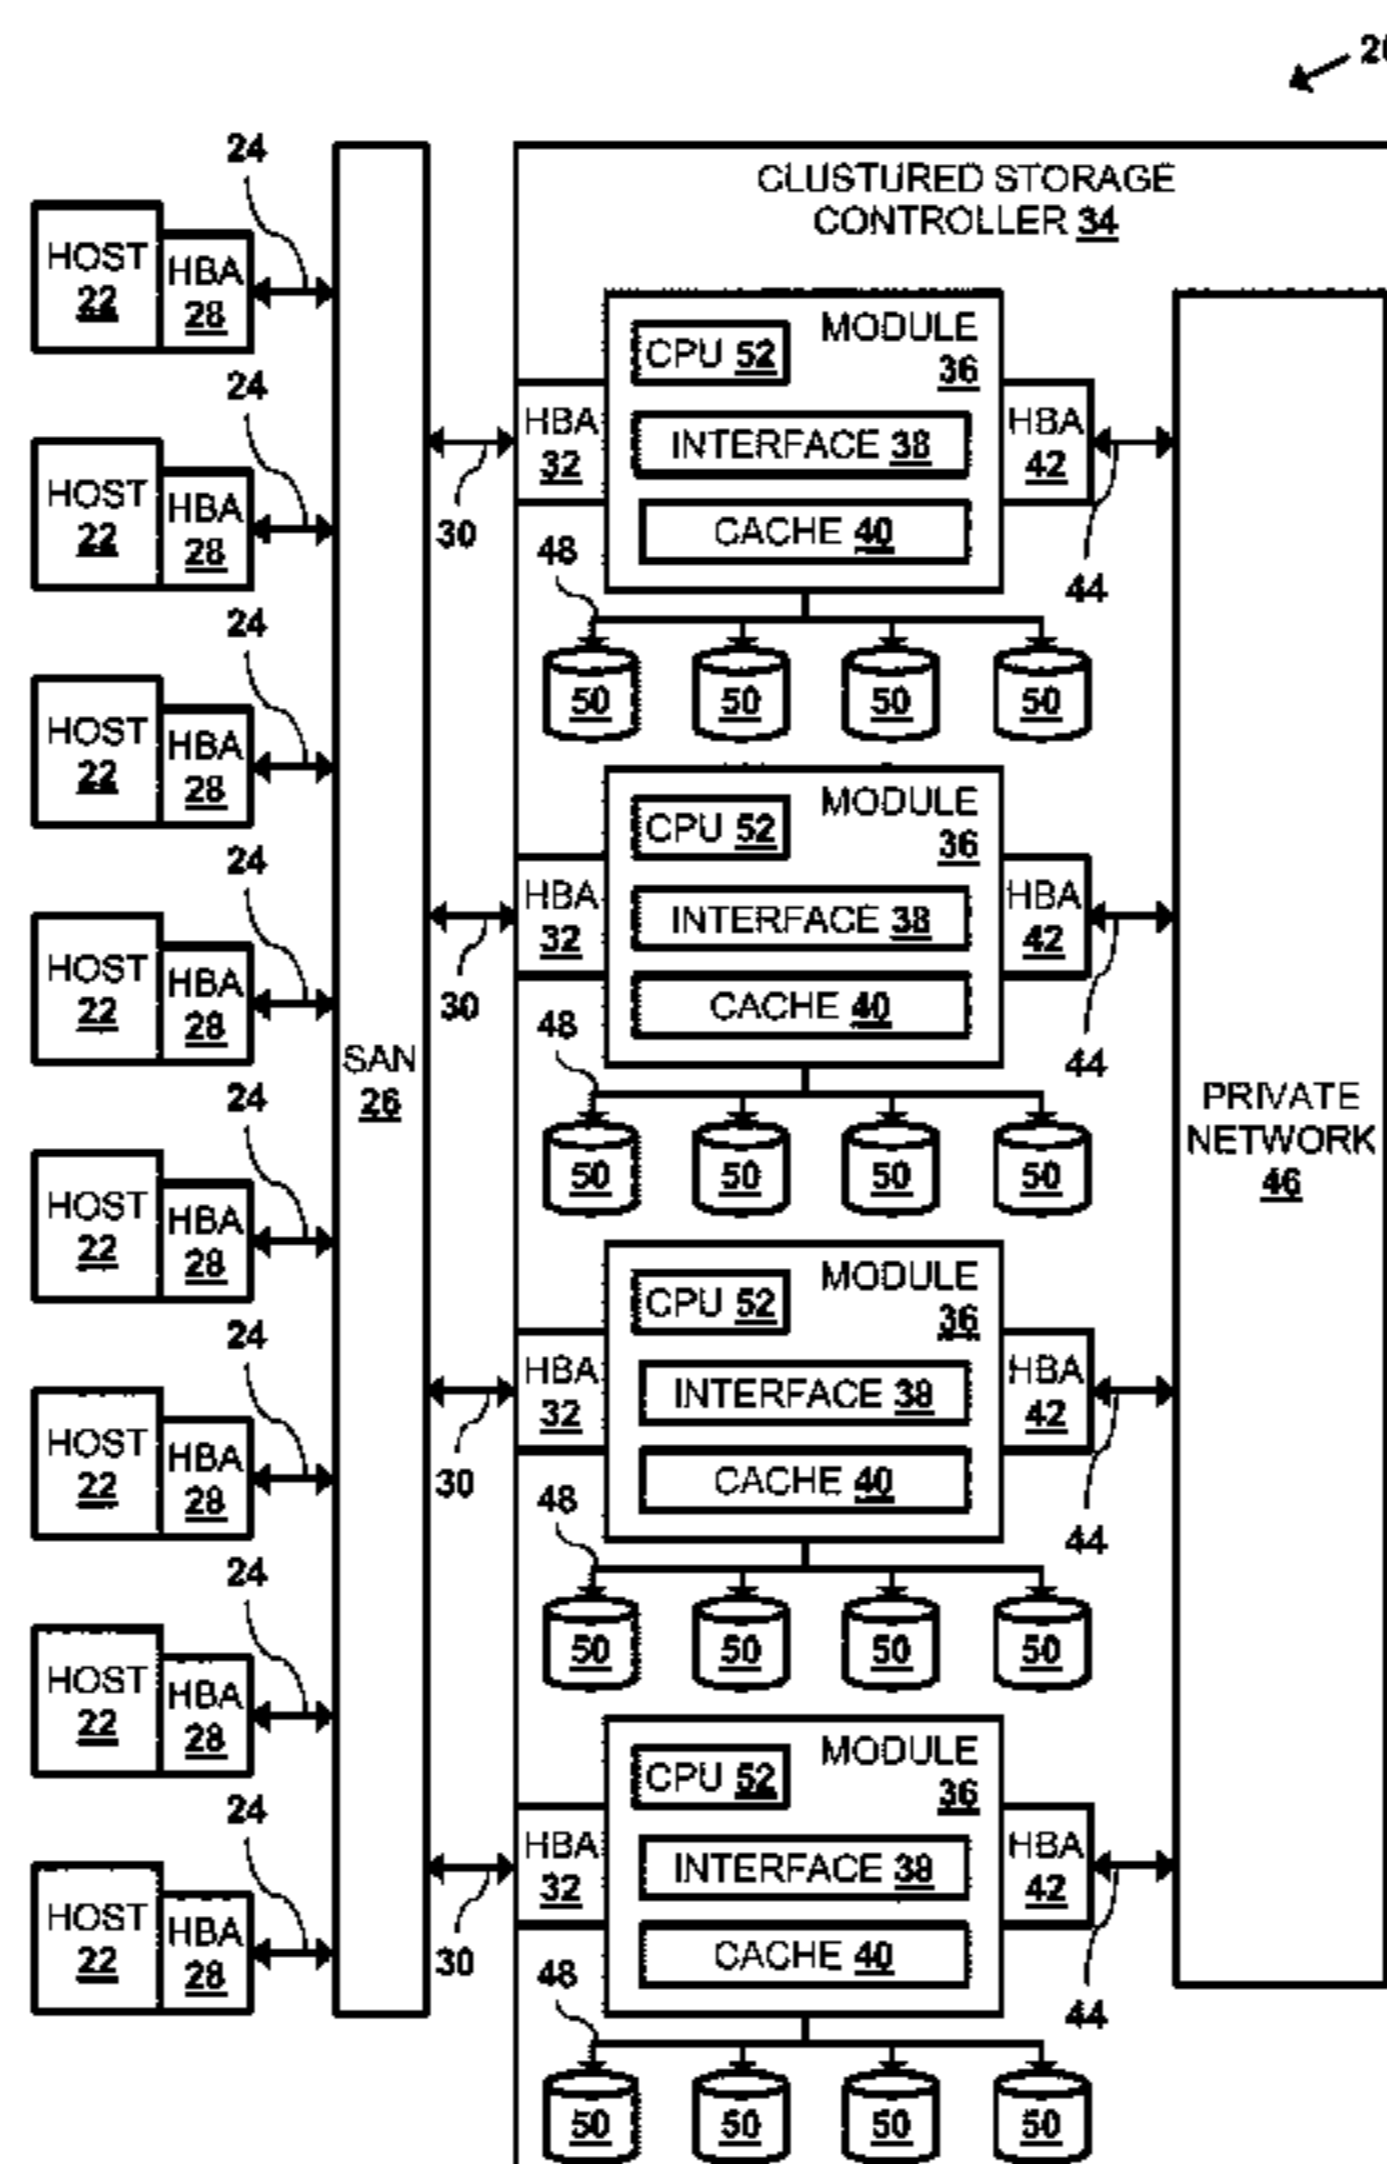 24
HOST
22
HBA
28
24
HOST
22
HBA
28
24
HOST
22
HBA
28
24
HOST
22
HBA
28
24
HOST
22
HBA
28
24
HOST
22
HBA
28
24
HOST
22
HBA
28
24
HOST
22
HBA
28
SAN
26
CLUSTURED STORAGE
CONTROLLER 34
30
HBA
32
CPU 52
MODULE
36
INTERFACE 38
CACHE 40
HBA
42
44
48
50 50 50 50
30
HBA
32
CPU 52
MODULE
36
INTERFACE 38
CACHE 40
HBA
42
44
48
50 50 50 50
30
HBA
32
CPU 52
MODULE
36
INTERFACE 38
CACHE 40
HBA
42
44
48
50 50 50 50
30
HBA
32
CPU 52
MODULE
36
INTERFACE 38
CACHE 40
HBA
42
44
48
50 50 50 50
PRIVATE
NETWORK
46